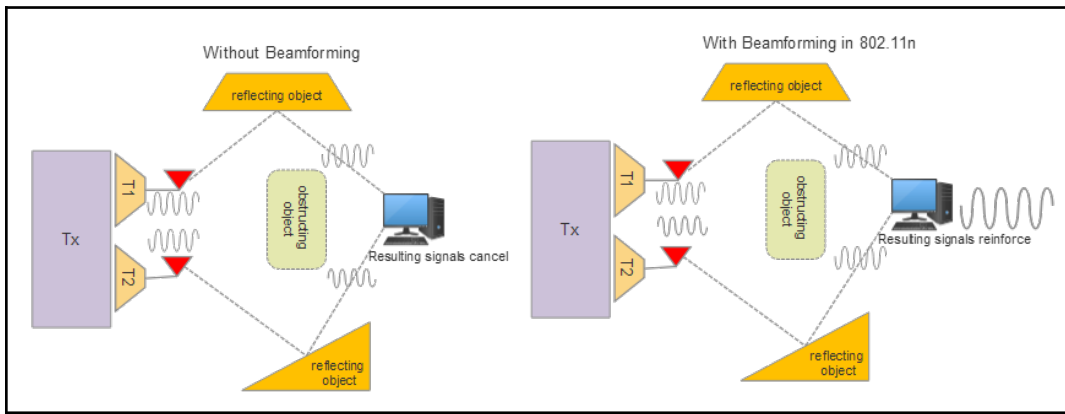 Without Beamforming
reflecting object
T1
Tx
obstructing
object
T2
Resulting signals cancel
reflecting
object
With Beamforming in 802.11n
reflecting object
T1
Tx
obstructing
object
T2
Resulting signals reinforce
reflecting
object